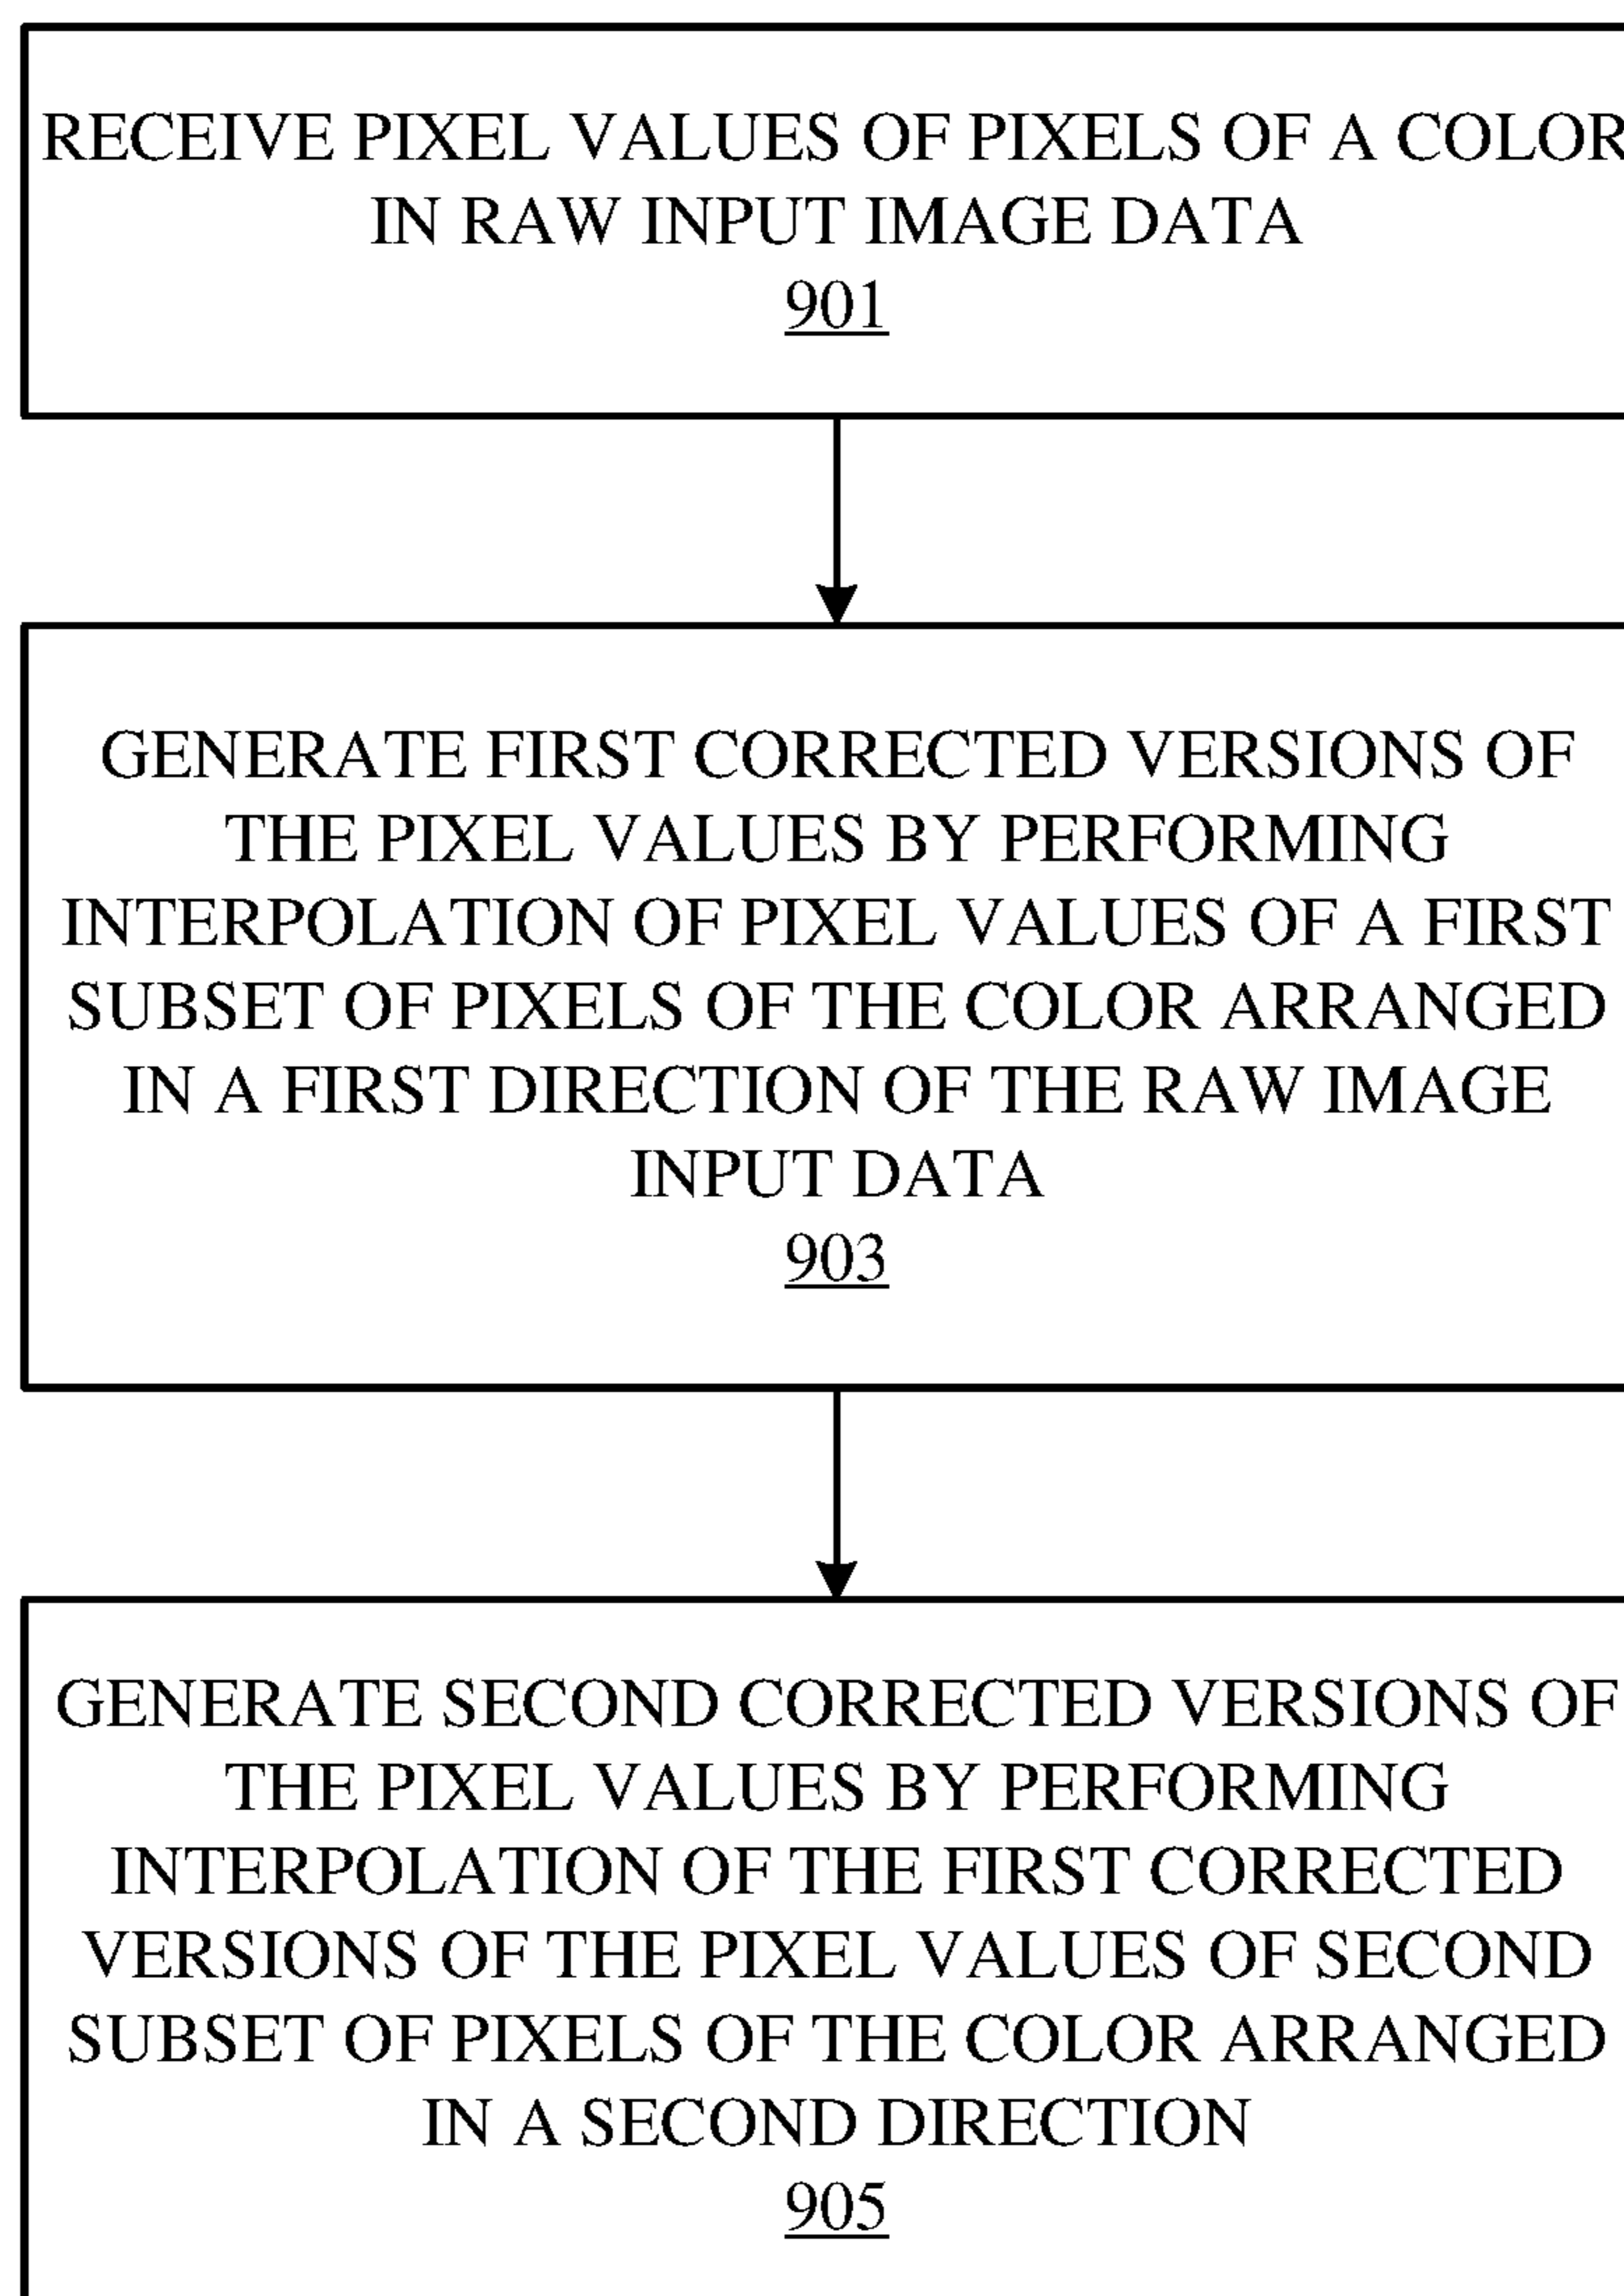 RECEIVE PIXEL VALUES OF PIXELS OF A COLOR
IN RAW INPUT IMAGE DATA
901
GENERATE FIRST CORRECTED VERSIONS OF
THE PIXEL VALUES BY PERFORMING
INTERPOLATION OF PIXEL VALUES OF A FIRST
SUBSET OF PIXELS OF THE COLOR ARRANGED
IN A FIRST DIRECTION OF THE RAW IMAGE
INPUT DATA
903
GENERATE SECOND CORRECTED VERSIONS OF
THE PIXEL VALUES BY PERFORMING
INTERPOLATION OF THE FIRST CORRECTED
VERSIONS OF THE PIXEL VALUES OF SECOND
SUBSET OF PIXELS OF THE COLOR ARRANGED
IN A SECOND DIRECTION
905